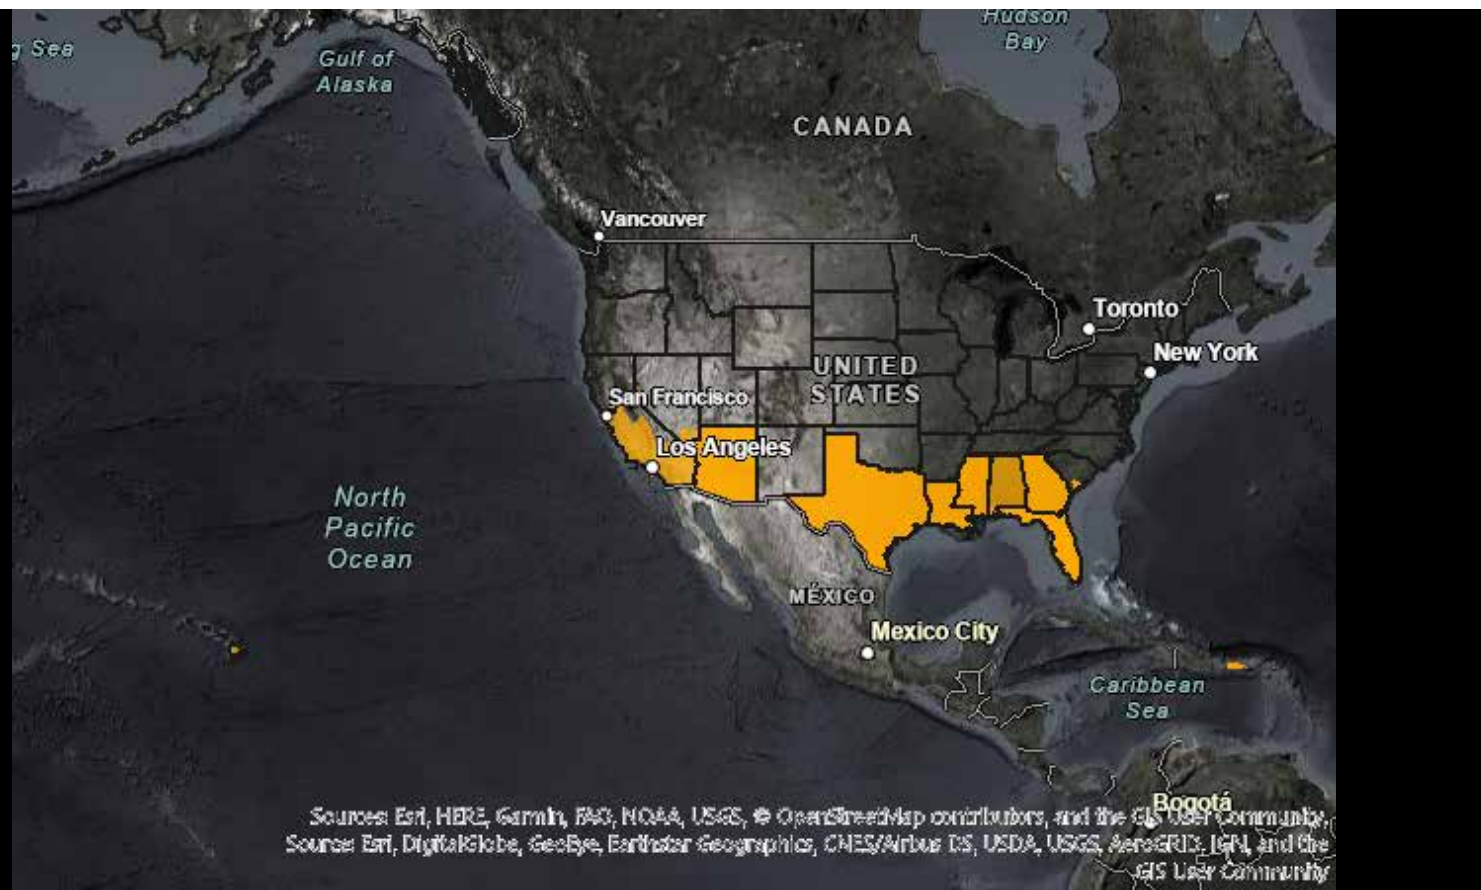 Hudson
Bay
g Sea
Gulf of
Alaska
CANADA
Vancouver
Toronto
New York
UNITED
STATES
San Francisco
Los Angeles
North
Pacific
Ocean
MÉXICO
Mexico City
Caribbean
Sea
Bogotá
Sources: Esri, HERE, Garmin, FAO, NOAA, USGS, © OpenStreetMap contributors, and the GIS User Community,
Source: Esri, DigitalGlobe, GeoEye, Earthstar Geographics, CNES/Airbus DS, USDA, USGS, AeroGRID, IGN, and the
GIS User Community